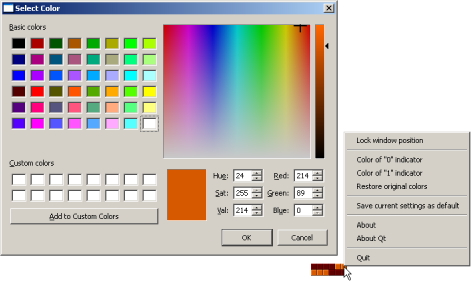 Select Color
Basic colors
Custom colors
Add to Custom Colors
Hue: 24 Red: 214
Sat: 255 Green: 89
Val: 214 Blue: 0
OK Cancel
Lock window position
Color of "0" indicator
Color of "1" indicator
Restore original colors
Save current settings as default
About
About Qt
Quit